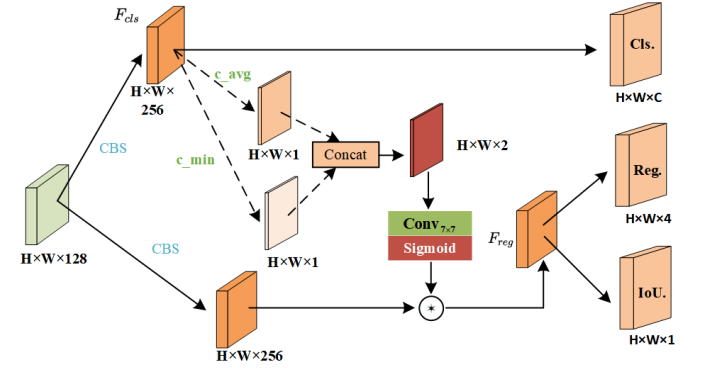 F_cls
H×W×
256
CBS
H×W×128
CBS
c_avg
c_min
H×W×1
H×W×1
Concat
H×W×2
Conv_7×7
Sigmoid
*
H×W×256
F_reg
Cls.
H×W×C
Reg.
H×W×4
IoU.
H×W×1